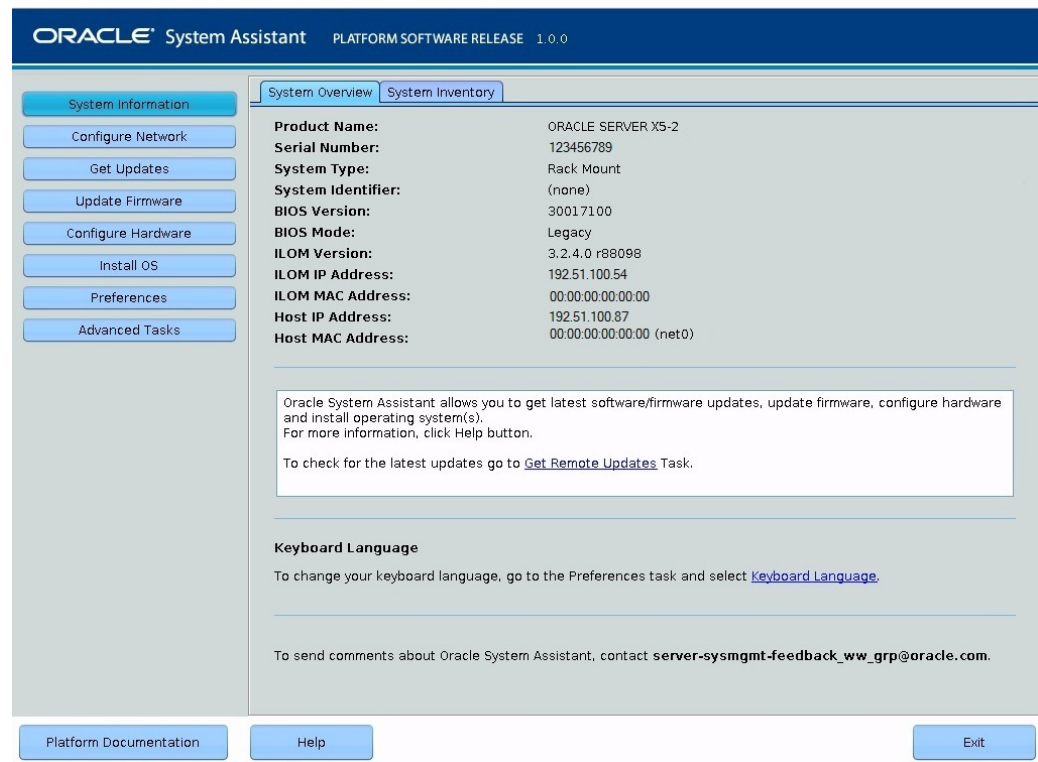 ORACLE System Assistant PLATFORM SOFTWARE RELEASE 1.0.0
System Information
Configure Network
Get Updates
Update Firmware
Configure Hardware
Install OS
Preferences
Advanced Tasks
System Overview System Inventory
Product Name: ORACLE SERVER X5-2
Serial Number: 123456789
System Type: Rack Mount
System Identifier: (none)
BIOS Version: 30017100
BIOS Mode: Legacy
ILOM Version: 3.2.4.0 r88098
ILOM IP Address: 192.51.100.54
ILOM MAC Address: 00:00:00:00:00:00
Host IP Address: 192.51.100.87
Host MAC Address: 00:00:00:00:00:00 (net0)
Oracle System Assistant allows you to get latest software/firmware updates, update firmware, configure hardware
and install operating system(s).
For more information, click Help button.
To check for the latest updates go to Get Remote Updates Task.
Keyboard Language
To change your keyboard language, go to the Preferences task and select Keyboard Language.
To send comments about Oracle System Assistant, contact server-sysmgmt-feedback_ww_grp@oracle.com.
Platform Documentation Help Exit